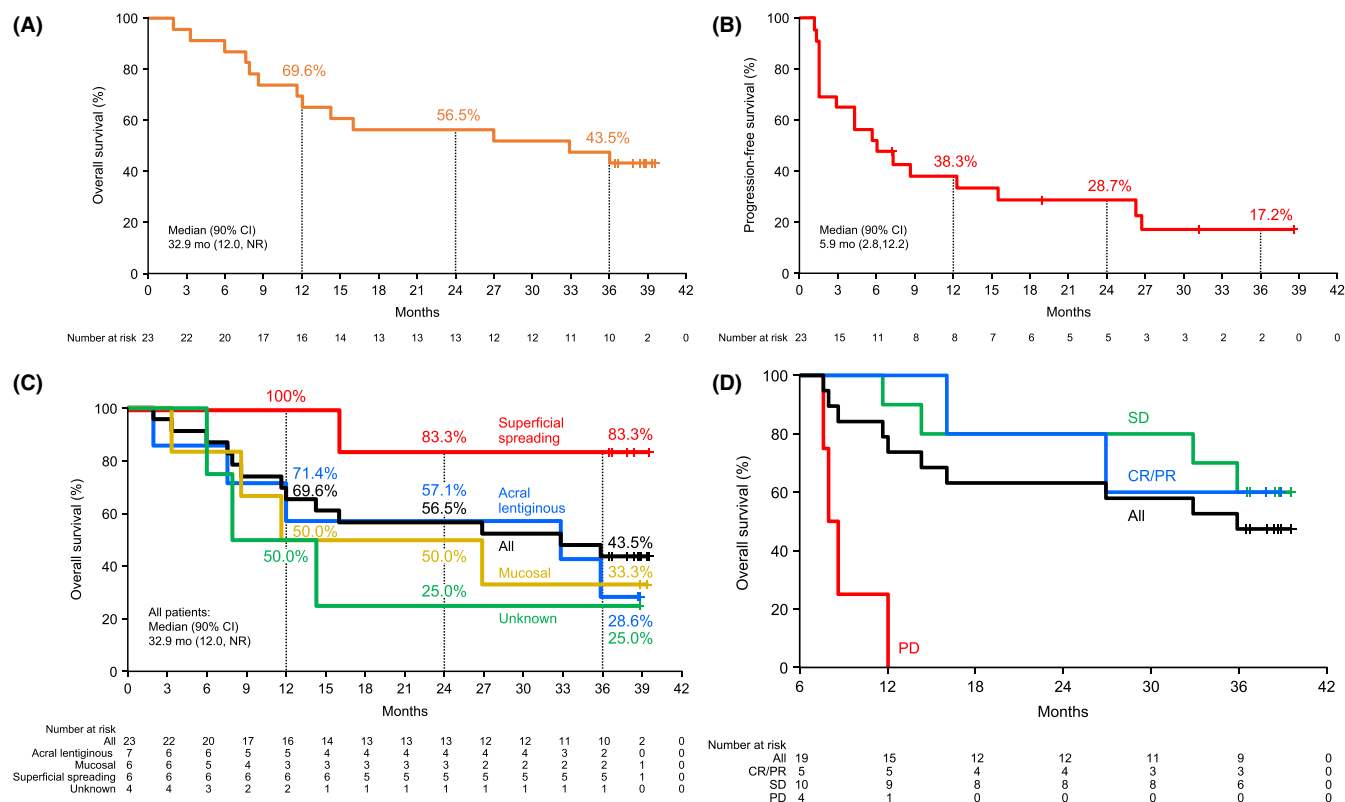 (A)
Overall survival (%)
100
80
60
40
20
0
69.6%
56.5%
43.5%
Median (90% CI)
32.9 mo (12.0, NR)
0 3 6 9 12 15 18 21 24 27 30 33 36 39 42
Months
Number at risk 23 22 20 17 16 14 13 13 13 12 12 11 10 2 0
(B)
Progression-free survival (%)
100
80
60
40
20
0
38.3%
28.7%
17.2%
Median (90% CI)
5.9 mo (2.8,12.2)
0 3 6 9 12 15 18 21 24 27 30 33 36 39 42
Months
Number at risk 23 15 11 8 8 7 6 5 5 3 3 2 2 0 0
(C)
Overall survival (%)
100
80
60
40
20
0
100%
Superficial
spreading
83.3%
83.3%
71.4%
69.6%
57.1%
56.5%
Acral
lentiginous
All
43.5%
50.0%
50.0%
50.0%
Mucosal
33.3%
25.0%
Unknown
28.6%
25.0%
All patients:
Median (90% CI)
32.9 mo (12.0, NR)
0 3 6 9 12 15 18 21 24 27 30 33 36 39 42
Months
Number at risk
All 23 22 20 17 16 14 13 13 13 12 12 11 10 2 0
Acral lentiginous 7 6 6 5 5 4 4 4 4 4 4 3 2 0 0
Mucosal 6 6 5 4 3 3 3 3 3 2 2 2 2 1 0
Superficial spreading 6 6 6 6 6 6 5 5 5 5 5 5 5 1 0
Unknown 4 4 3 2 2 1 1 1 1 1 1 1 1 0 0
(D)
Overall survival (%)
100
80
60
40
20
0
SD
CR/PR
All
PD
6 12 18 24 30 36 42
Months
Number at risk
All 19 15 12 12 11 9 0
CR/PR 5 5 4 4 3 3 0
SD 10 9 8 8 8 6 0
PD 4 1 0 0 0 0 0